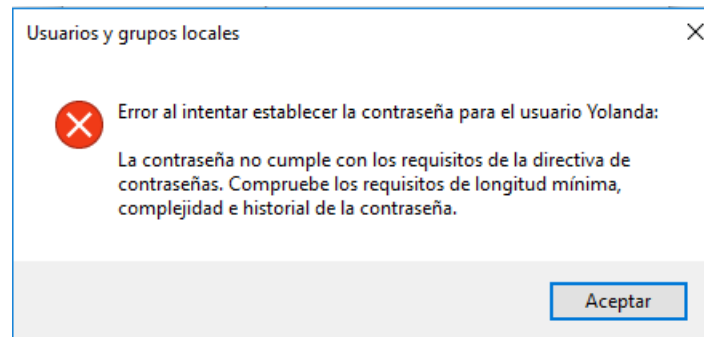 Usuarios y grupos locales
Error al intentar establecer la contraseña para el usuario Yolanda:
La contraseña no cumple con los requisitos de la directiva de
contraseñas. Compruebe los requisitos de longitud mínima,
complejidad e historial de la contraseña.
Aceptar